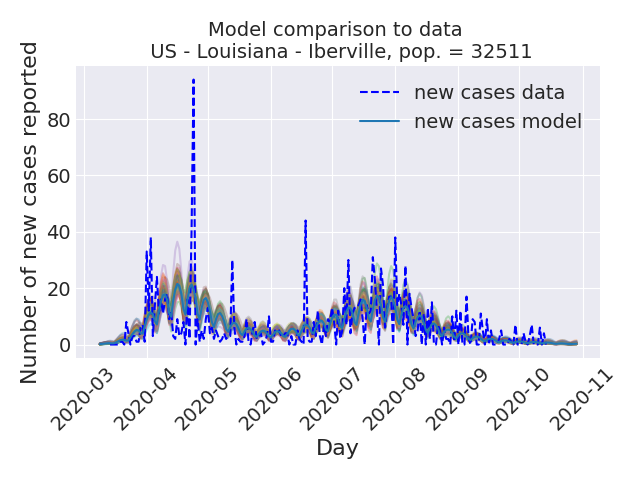 Model comparison to data
US - Louisiana - Iberville, pop. = 32511
new cases data
new cases model
Number of new cases reported
80
60
40
20
0
2020-03
2020-04
2020-05
2020-06
2020-07
2020-08
2020-09
2020-10
2020-11
Day